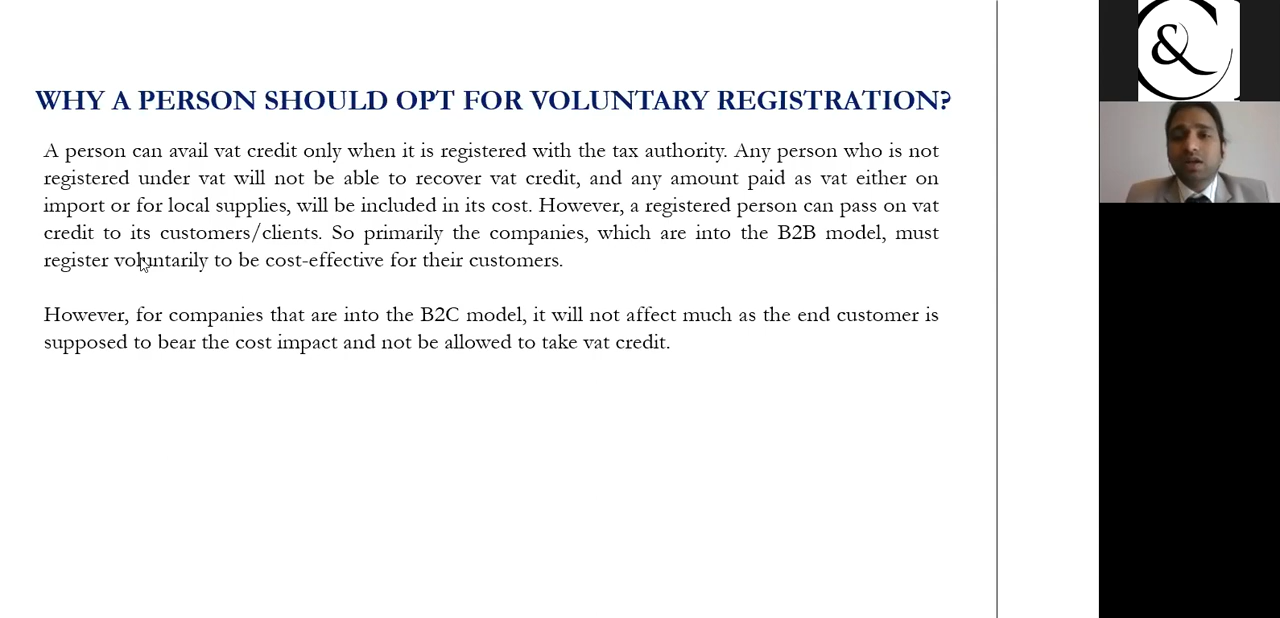 WHY A PERSON SHOULD OPT FOR VOLUNTARY REGISTRATION?
A person can avail vat credit only when it is registered with the tax authority. Any person who is not
registered under vat will not be able to recover vat credit, and any amount paid as vat either on
import or for local supplies, will be included in its cost. However, a registered person can pass on vat
credit to its customers/clients. So primarily the companies, which are into the B2B model, must
register voluntarily to be cost-effective for their customers.
However, for companies that are into the B2C model, it will not affect much as the end customer is
supposed to bear the cost impact and not be allowed to take vat credit.
&